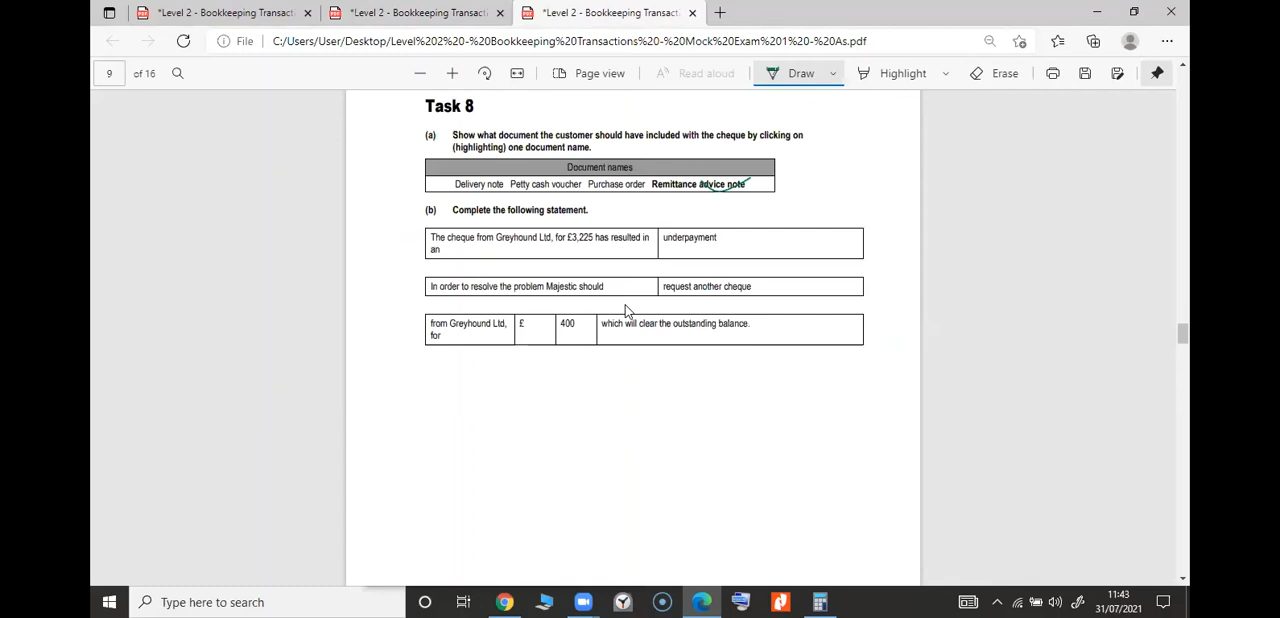 *Level 2 - Bookkeeping Transact
*Level 2 - Bookkeeping Transact
*Level 2 - Bookkeeping Transact
File C:/Users/User/Desktop/Level%202%20-%20Bookkeeping%20Transactions%20-%20Mock%20Exam%201%20-%20As.pdf
9 of 16 Page view Read aloud Draw Highlight Erase
Task 8
(a) Show what document the customer should have included with the cheque by clicking on
(highlighting) one document name.
Document names
Delivery note Petty cash voucher Purchase order Remittance advice note
(b) Complete the following statement.
The cheque from Greyhound Ltd, for £3,225 has resulted in underpayment
an
In order to resolve the problem Majestic should request another cheque
from Greyhound Ltd, £ 400 which will clear the outstanding balance.
for
Type here to search
11:43
31/07/2021